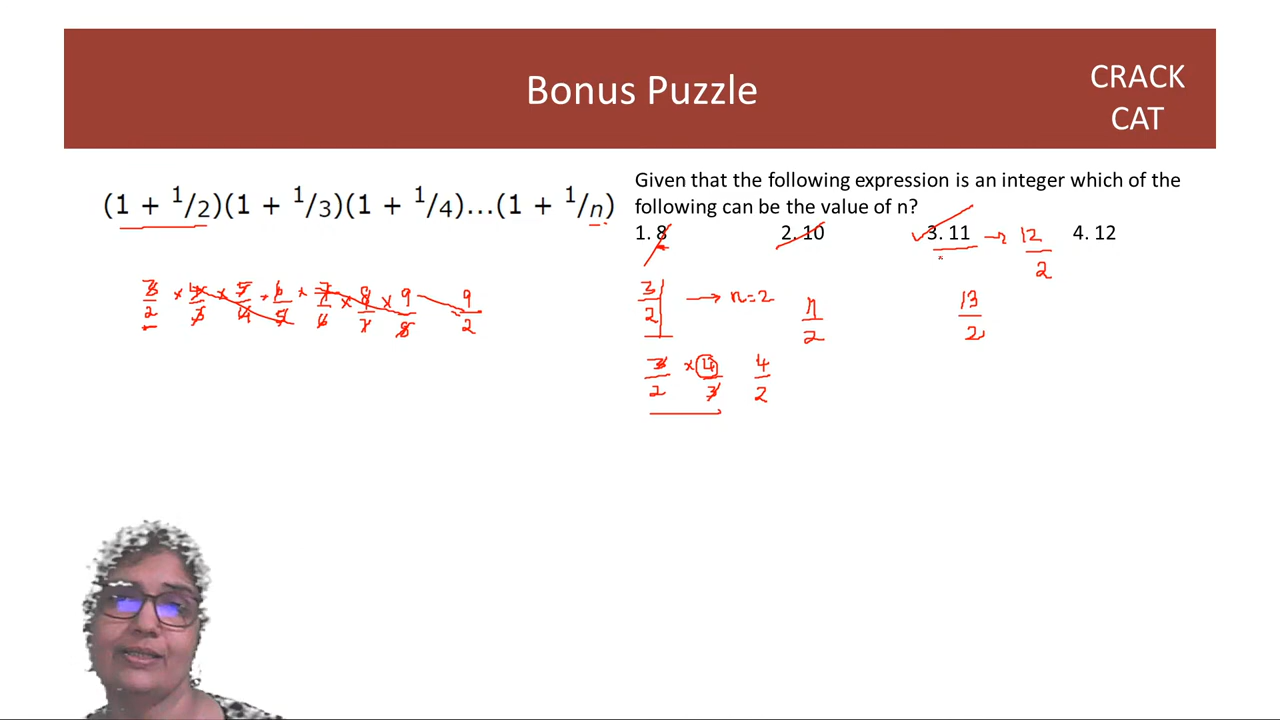 Bonus Puzzle
CRACK
CAT
(1 + 1/2)(1 + 1/3)(1 + 1/4)...(1 + 1/n)
Given that the following expression is an integer which of the
following can be the value of n?
1. 8 2. 10 3. 11 → 12/2 4. 12
3/2 × 4/3 × 5/4 × 6/5 × 7/6 × 8/7 × 9/8 9/2
3/2 → n=2 11/2 13/2
3/2 × 4/3 4/2